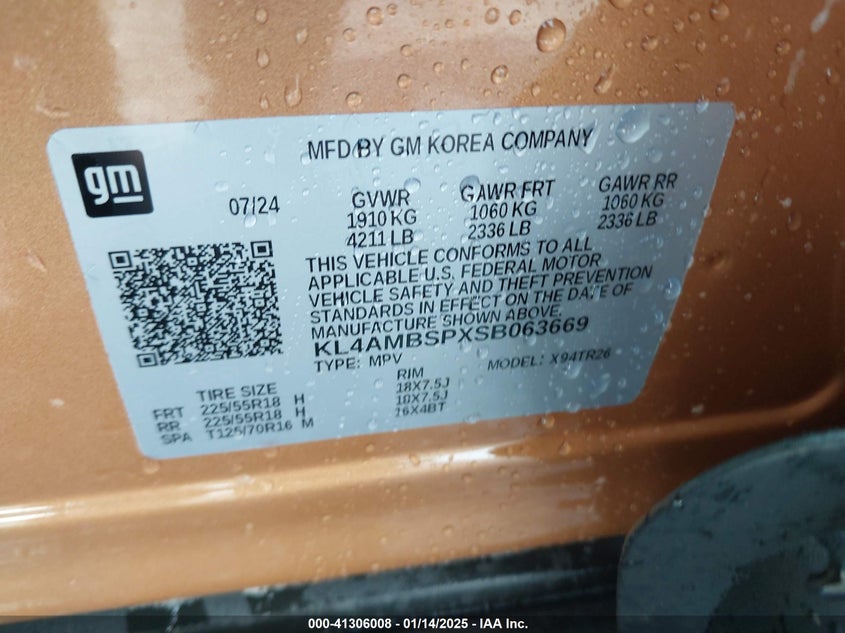 gm
MFD BY GM KOREA COMPANY
07/24
GVWR
1910 KG
4211 LB
GAWR FRT
1060 KG
2336 LB
GAWR RR
1060 KG
2336 LB
THIS VEHICLE CONFORMS TO ALL
APPLICABLE U.S. FEDERAL MOTOR
VEHICLE SAFETY AND THEFT PREVENTION
STANDARDS IN EFFECT ON THE DATE OF
MANUFACTURE SHOWN ABOVE.
KL4AMBSPXSB063669
TYPE: MPV
MODEL: X94TR26
TIRE SIZE
RIM
FRT 225/55R18 H 18X7.5J
RR 225/55R18 H 18X7.5J
SPA T125/70R16 M 16X4BT
000-41306008 - 01/14/2025 - IAA Inc.